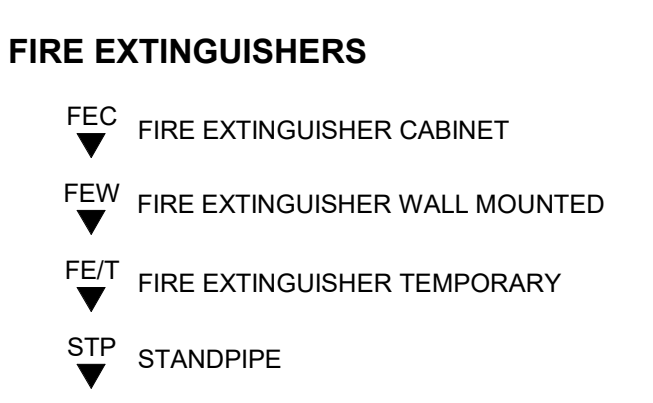 FIRE EXTINGUISHERS
FEC
FIRE EXTINGUISHER CABINET
FEW
FIRE EXTINGUISHER WALL MOUNTED
FE/T
FIRE EXTINGUISHER TEMPORARY
STP
STANDPIPE